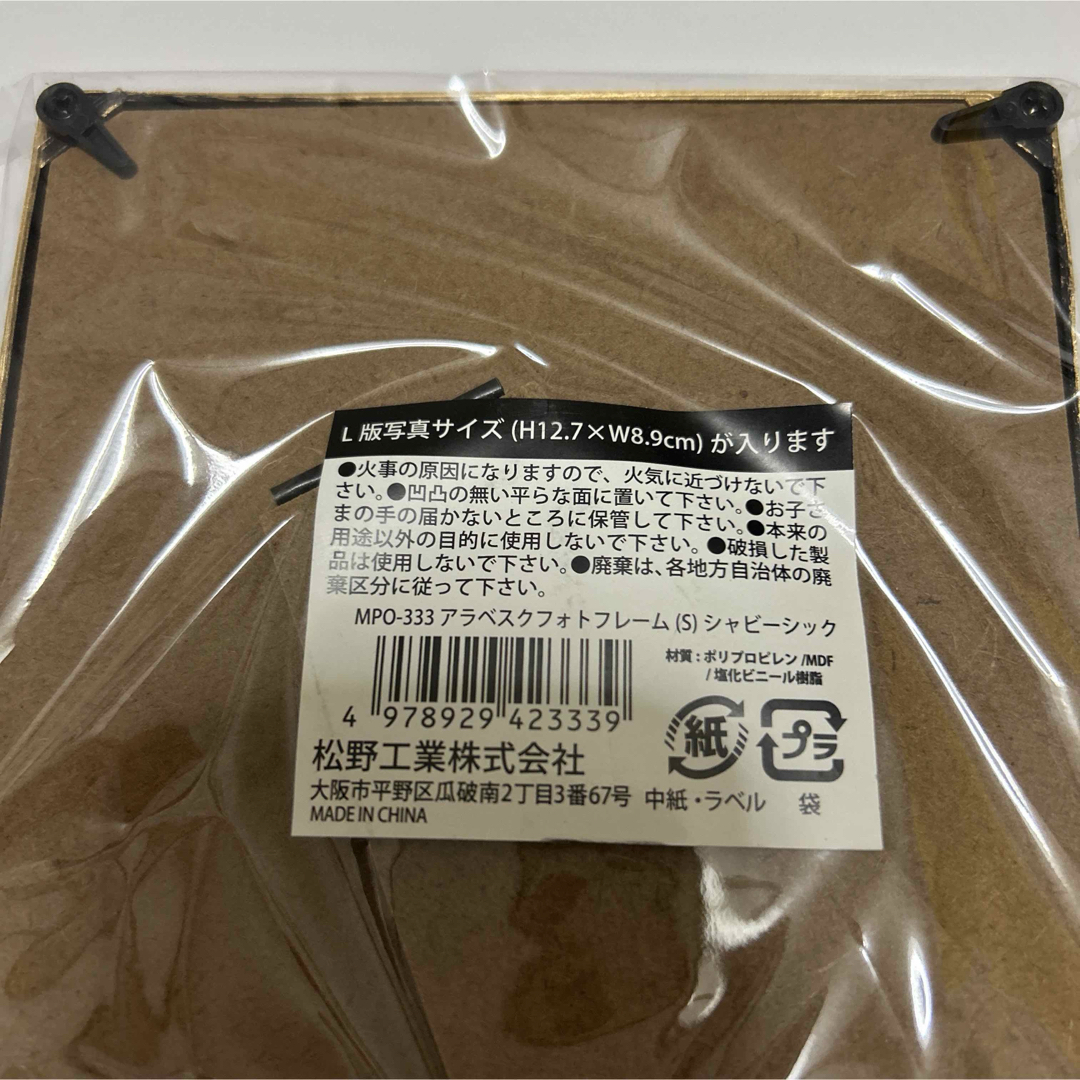 L版写真サイズ (H12.7×W8.9cm) が入ります
●火事の原因になりますので、火気に近づけないで下
さい。●凹凸の無い平らな面に置いて下さい。●お子さ
まの手の届かないところに保管して下さい。●本来の
用途以外の目的に使用しないで下さい。●破損した製
品は使用しないで下さい。●廃棄は、各地方自治体の廃
棄区分に従って下さい。
MPO-333 アラベスクフォトフレーム (S) シャビーシック
材質 : ポリプロピレン /MDF
/ 塩化ビニール樹脂
4 978929 423339
紙 プラ
松野工業株式会社
大阪市平野区瓜破南2丁目3番67号 中紙・ラベル 袋
MADE IN CHINA